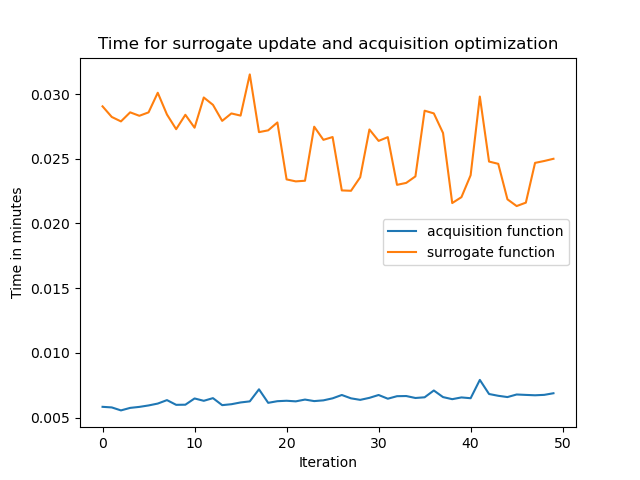 Time for surrogate update and acquisition optimization
0.030
0.025
0.020
0.015
0.010
0.005
Time in minutes
acquisition function
surrogate function
0 10 20 30 40 50
Iteration